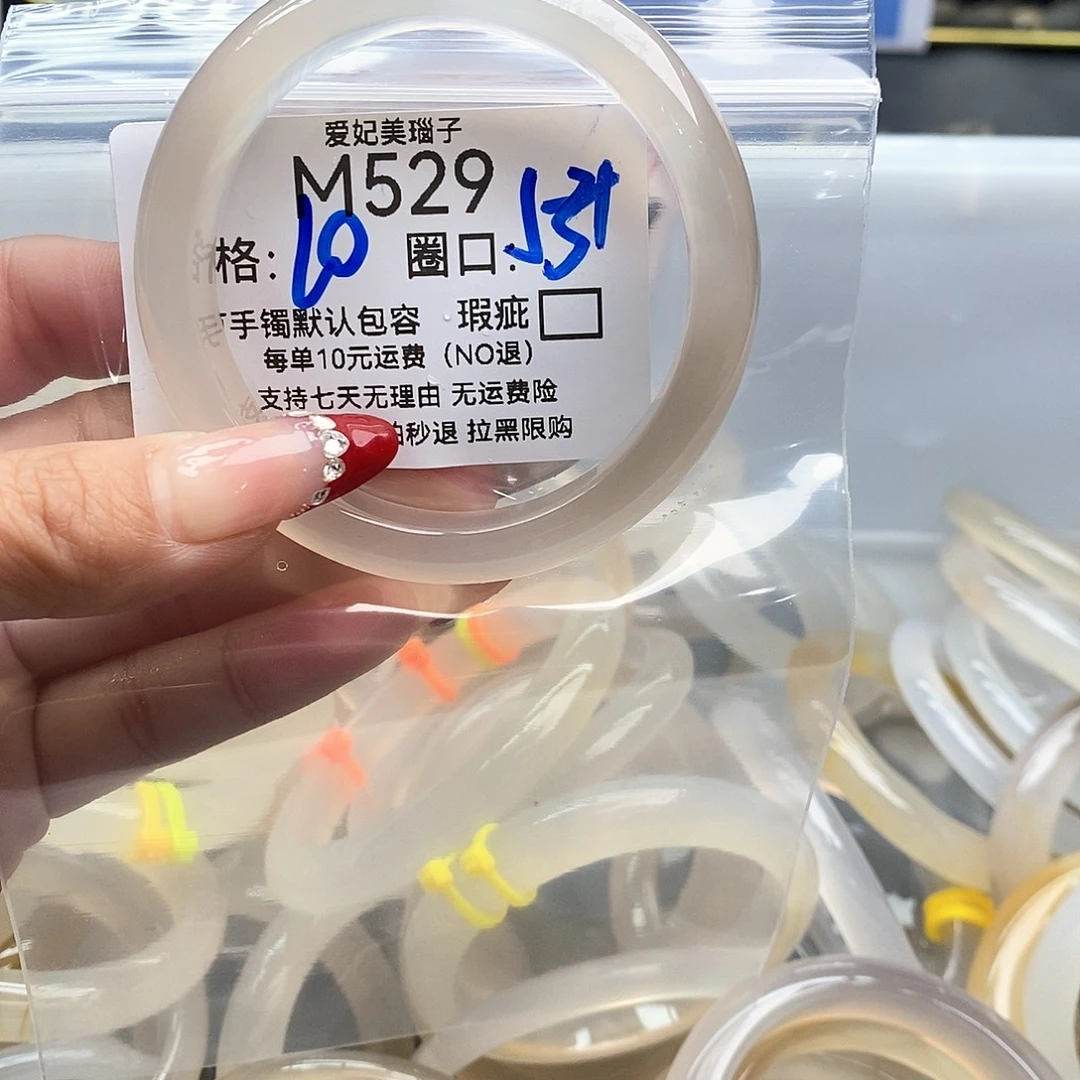 爱妃美瑙子
M529
格：10 圈口：53+
手镯默认包容 瑕疵
每单10元运费（NO退）
支持七天无理由 无运费险
拍秒退 拉黑限购